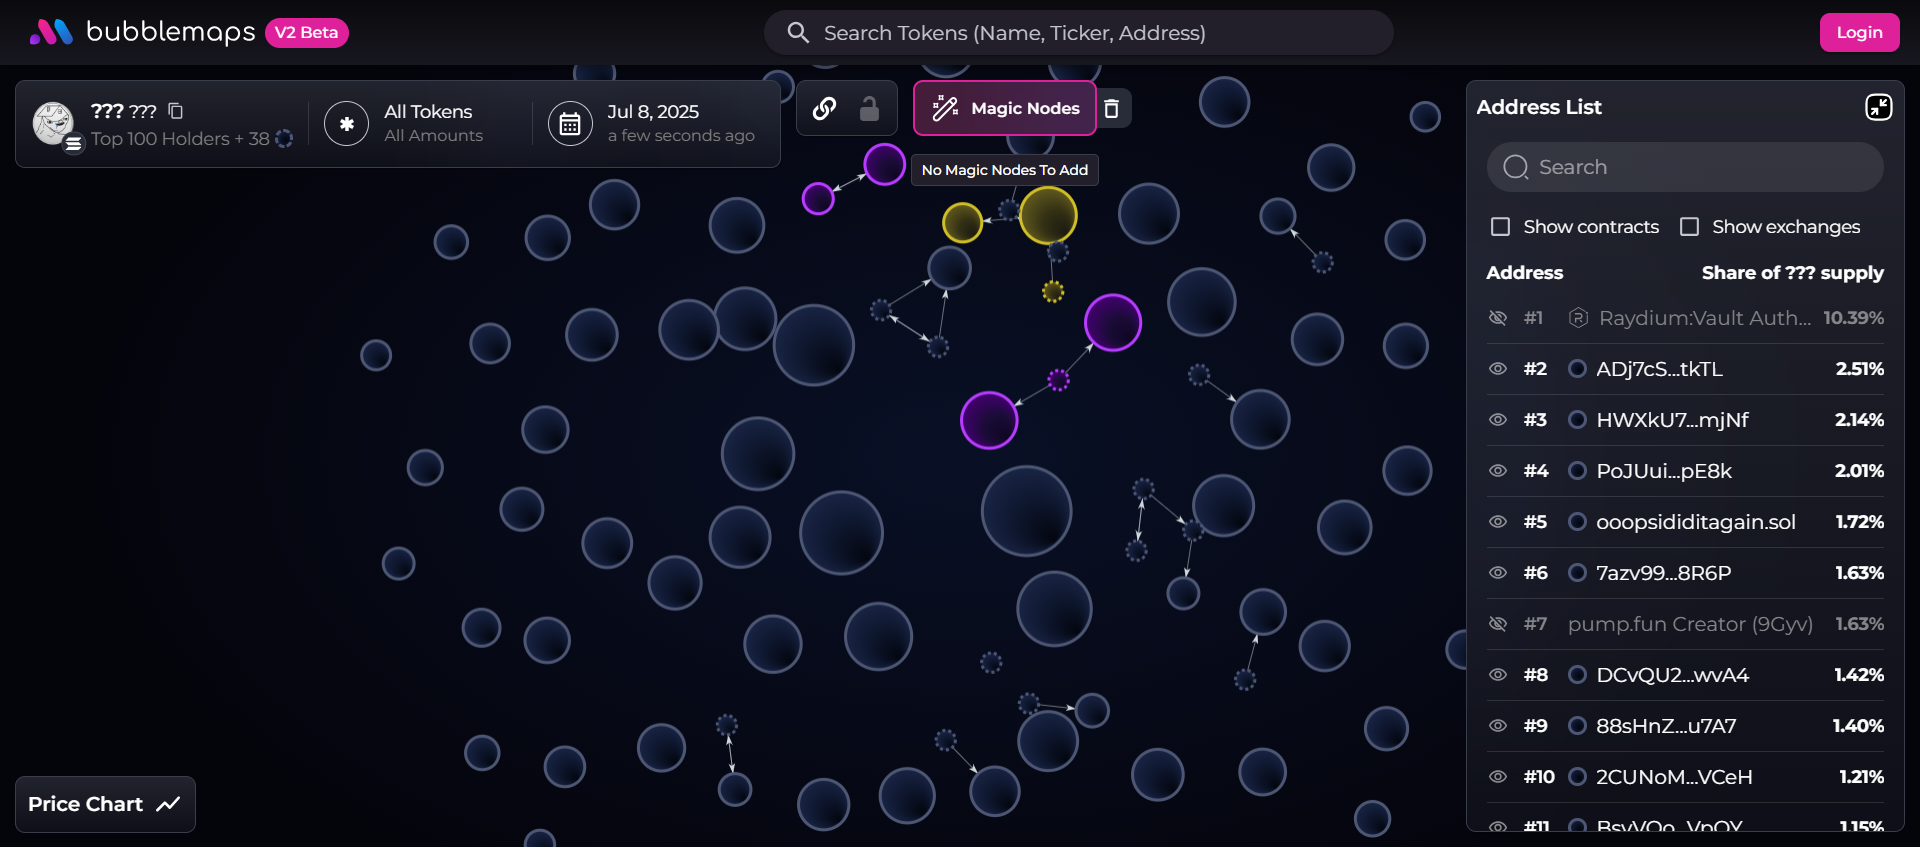 bubblemaps V2 Beta
Search Tokens (Name, Ticker, Address)
Login
??? ???
Top 100 Holders + 38
All Tokens
All Amounts
Jul 8, 2025
a few seconds ago
Magic Nodes
No Magic Nodes To Add
Address List
Search
Show contracts Show exchanges
Address Share of ??? supply
#1 Raydium:Vault Auth... 10.39%
#2 ADj7cS...tkTL 2.51%
#3 HWXkU7...mjNf 2.14%
#4 PoJUui...pE8k 2.01%
#5 ooopsididitagain.sol 1.72%
#6 7azv99...8R6P 1.63%
#7 pump.fun Creator (9Gyv) 1.63%
#8 DCvQU2...wvA4 1.42%
#9 88sHnZ...u7A7 1.40%
#10 2CUNoM...VCeH 1.21%
#11 1.15%
Price Chart